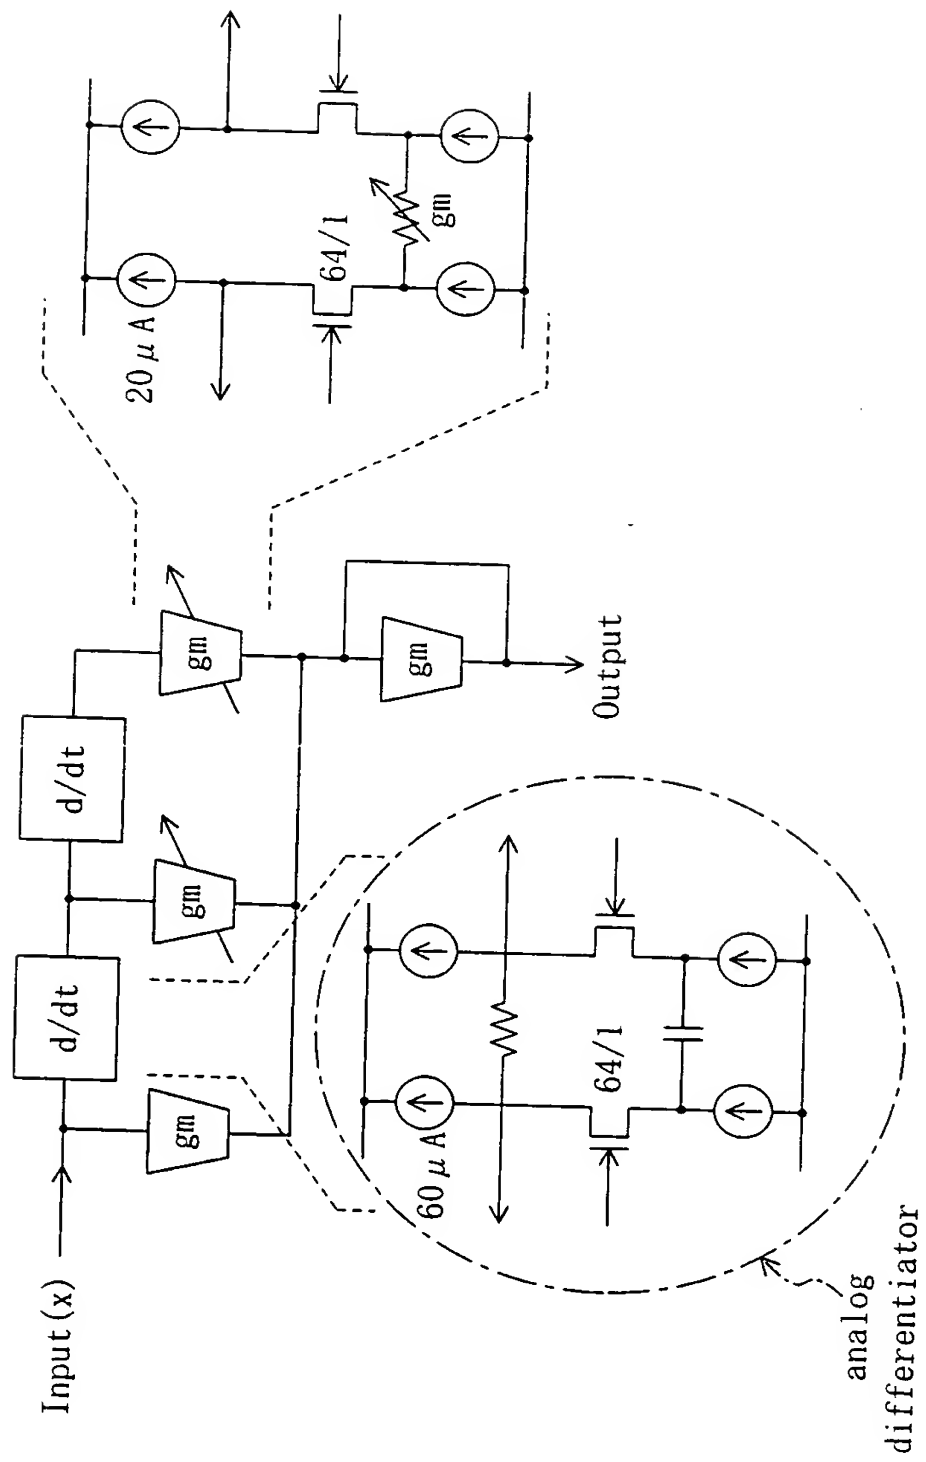 Input(x)
d/dt
d/dt
gm
gm
gm
gm
Output
20μA
64/1
gm
60μA
64/1
analog
differentiator